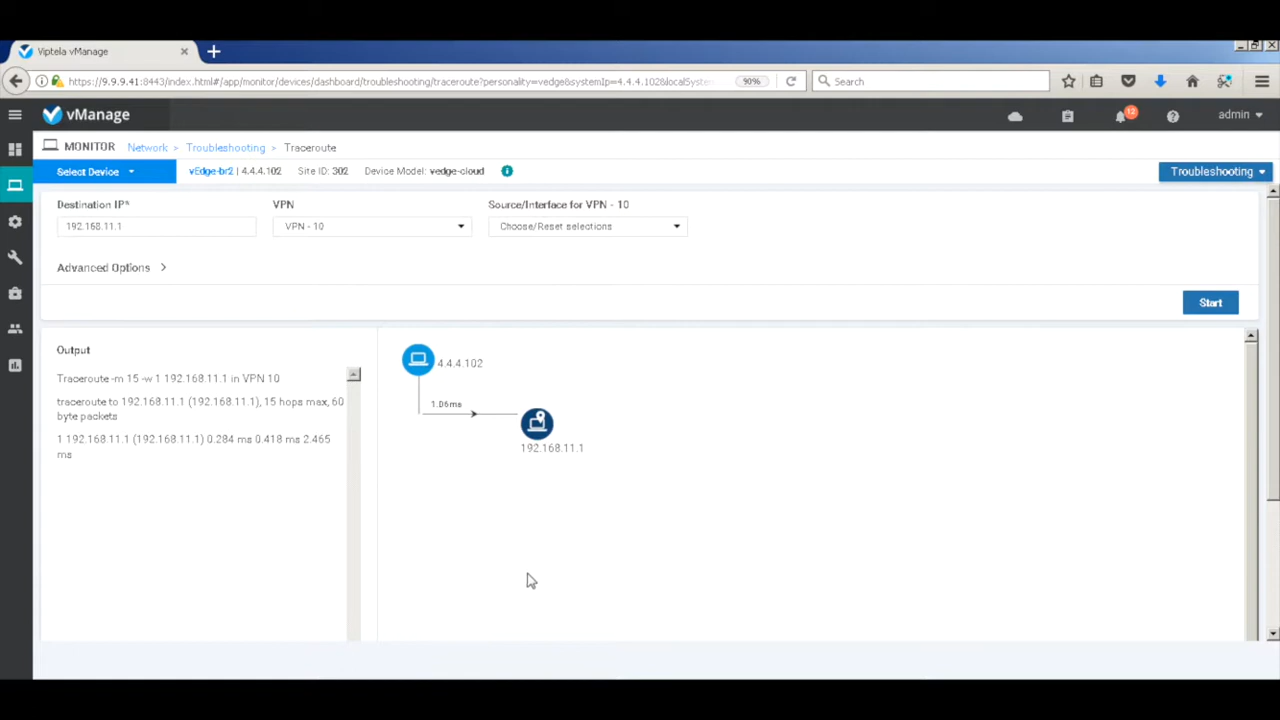 Viptela vManage
https://9.9.9.41:8443/index.html#/app/monitor/devices/dashboard/troubleshooting/traceroute?personality=vedge&systemIp=4.4.4.102&localSystem
90%
Search
vManage
12
admin
MONITOR Network > Troubleshooting > Traceroute
Select Device
vEdge-br2 | 4.4.4.102 Site ID: 302 Device Model: vedge-cloud
Troubleshooting
Destination IP* VPN Source/Interface for VPN - 10
192.168.11.1 VPN - 10 Choose/Reset selections
Advanced Options
Start
Output
Traceroute -m 15 -w 1 192.168.11.1 in VPN 10
traceroute to 192.168.11.1 (192.168.11.1), 15 hops max, 60
byte packets
1 192.168.11.1 (192.168.11.1) 0.284 ms 0.418 ms 2.465
ms
4.4.4.102
1.06ms
192.168.11.1